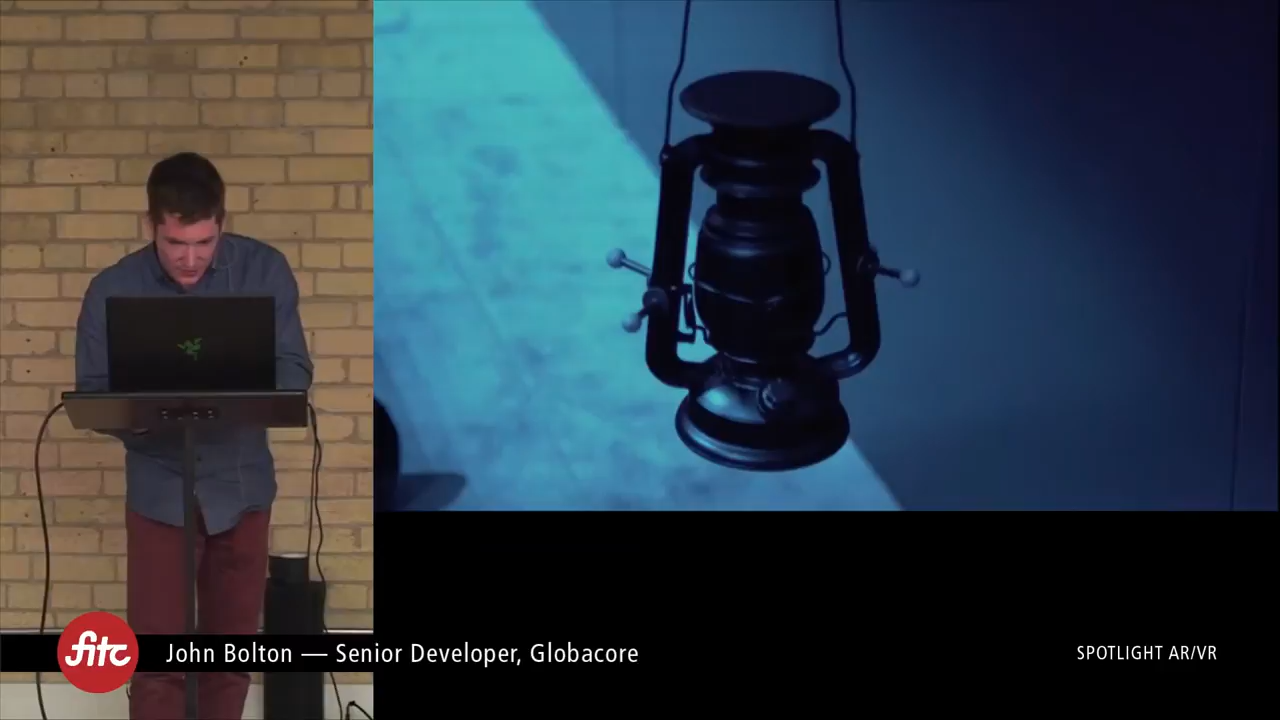 fitc
John Bolton — Senior Developer, Globacore
SPOTLIGHT AR/VR